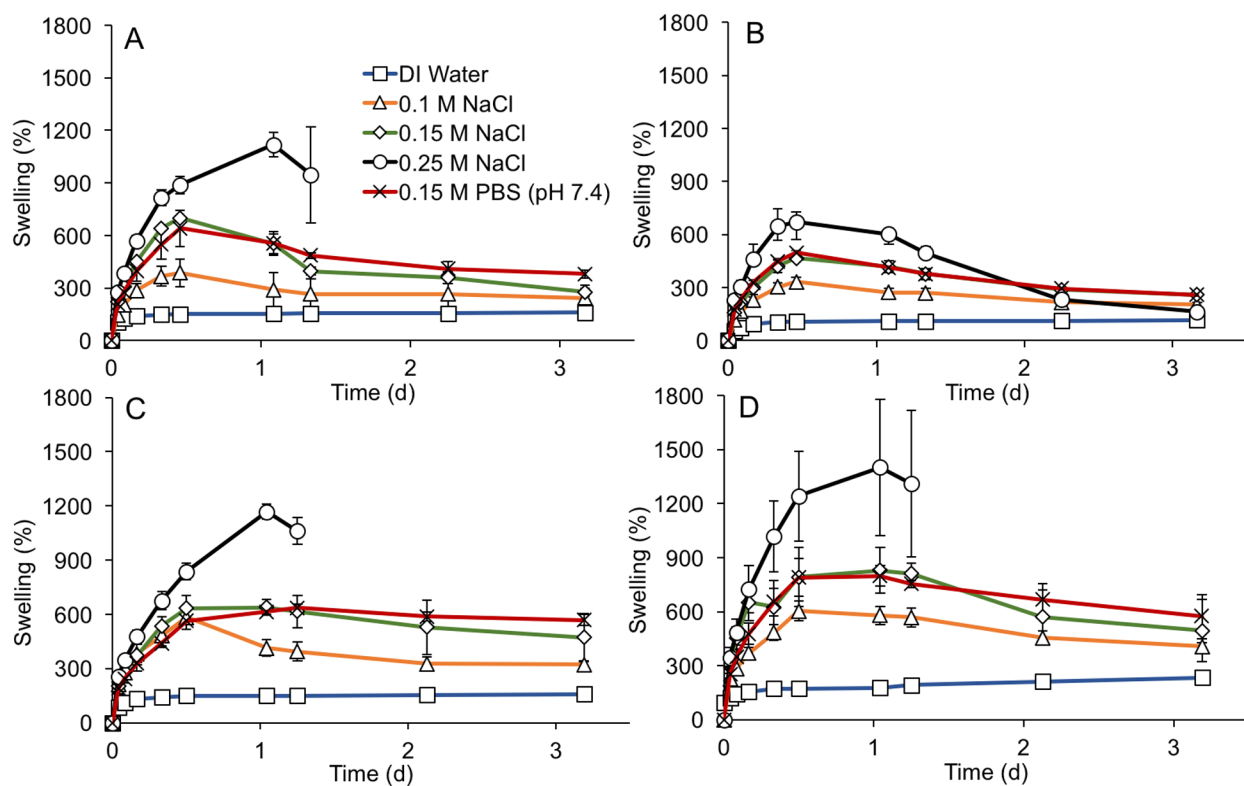 A
1800
1500
1200
900
600
300
0
Swelling (%)
0
1
2
3
Time (d)
DI Water
0.1 M NaCl
0.15 M NaCl
0.25 M NaCl
0.15 M PBS (pH 7.4)
B
1800
1500
1200
900
600
300
0
Swelling (%)
0
1
2
3
Time (d)
C
1800
1500
1200
900
600
300
0
Swelling (%)
0
1
2
3
Time (d)
D
1800
1500
1200
900
600
300
0
Swelling (%)
0
1
2
3
Time (d)